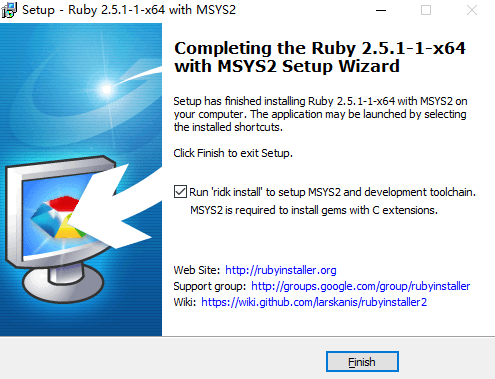 Setup - Ruby 2.5.1-1-x64 with MSYS2
Completing the Ruby 2.5.1-1-x64
with MSYS2 Setup Wizard
Setup has finished installing Ruby 2.5.1-1-x64 with MSYS2 on
your computer. The application may be launched by selecting
the installed shortcuts.
Click Finish to exit Setup.
Run 'ridk install' to setup MSYS2 and development toolchain.
MSYS2 is required to install gems with C extensions.
Web Site: http://rubyinstaller.org
Support group: http://groups.google.com/group/rubyinstaller
Wiki: https://wiki.github.com/larskanis/rubyinstaller2
Finish